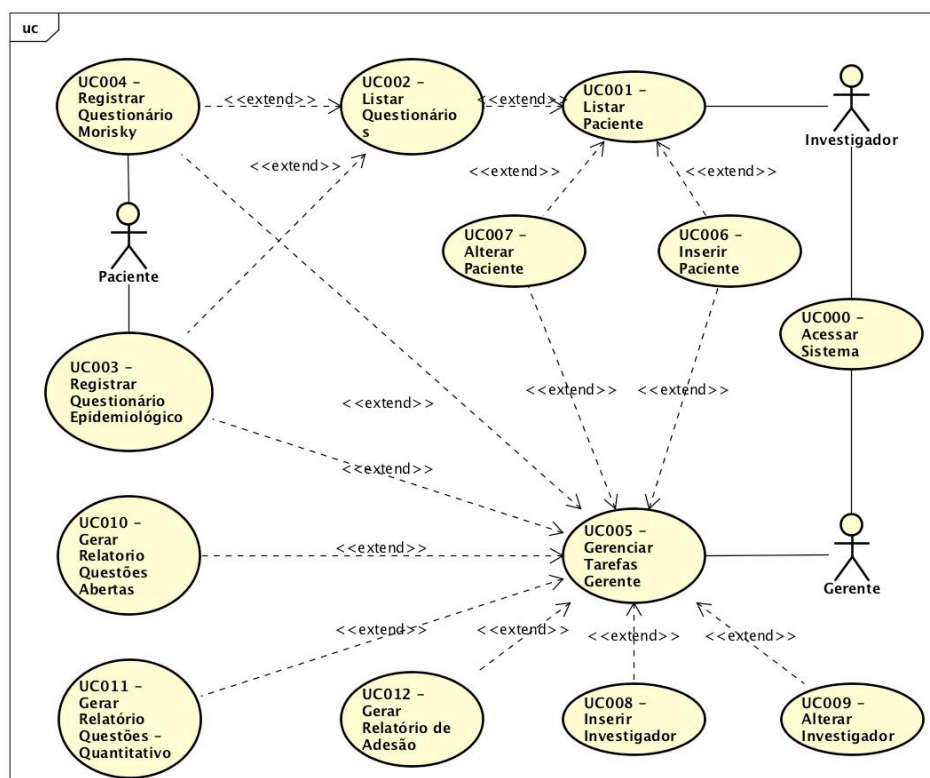 uc
UC004 –
Registrar
Questionário
Morisky
<<extend>>
UC002 –
Listar
Questionário
s
<<extend>>
UC001 –
Listar
Paciente
Investigador
<<extend>>
<<extend>>
<<extend>>
UC007 –
Alterar
Paciente
UC006 –
Inserir
Paciente
Paciente
UC000 –
Acessar
Sistema
UC003 –
Registrar
Questionário
Epidemiológico
<<extend>>
<<extend>>
<<extend>>
<<extend>>
UC010 –
Gerar
Relatorio
Questões
Abertas
<<extend>>
UC005 –
Gerenciar
Tarefas
Gerente
Gerente
<<extend>>
<<extend>>
<<extend>>
<<extend>>
UC011 –
Gerar
Relatório
Questões –
Quantitativo
UC012 –
Gerar
Relatório de
Adesão
UC008 –
Inserir
Investigador
UC009 –
Alterar
Investigador